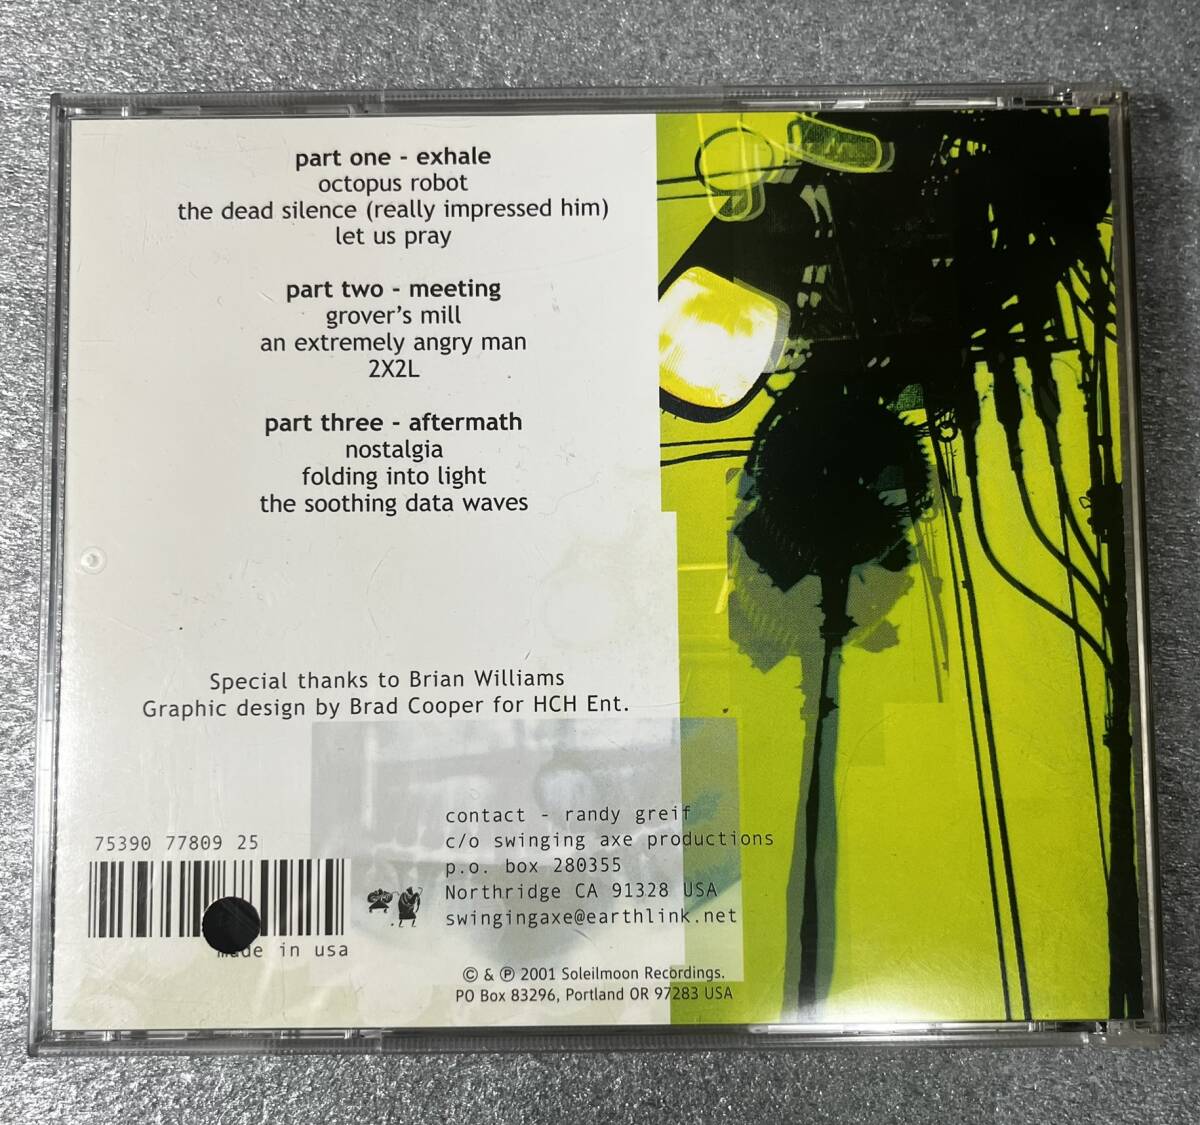 part one - exhale
octopus robot
the dead silence (really impressed him)
let us pray
part two - meeting
grover's mill
an extremely angry man
2X2L
part three - aftermath
nostalgia
folding into light
the soothing data waves
Special thanks to Brian Williams
Graphic design by Brad Cooper for HCH Ent.
contact - randy greif
c/o swinging axe productions
p.o. box 280355
Northridge CA 91328 USA
swingingaxe@earthlink.net
75390 77809 25
made in usa
© & ℗ 2001 Soleilmoon Recordings.
PO Box 83296, Portland OR 97283 USA